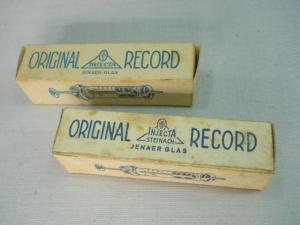 ORIGINAL INJECTA RECORD
JENAER GLAS
ORIGINAL INJECTA RECORD
STEINACH
JENAER GLAS